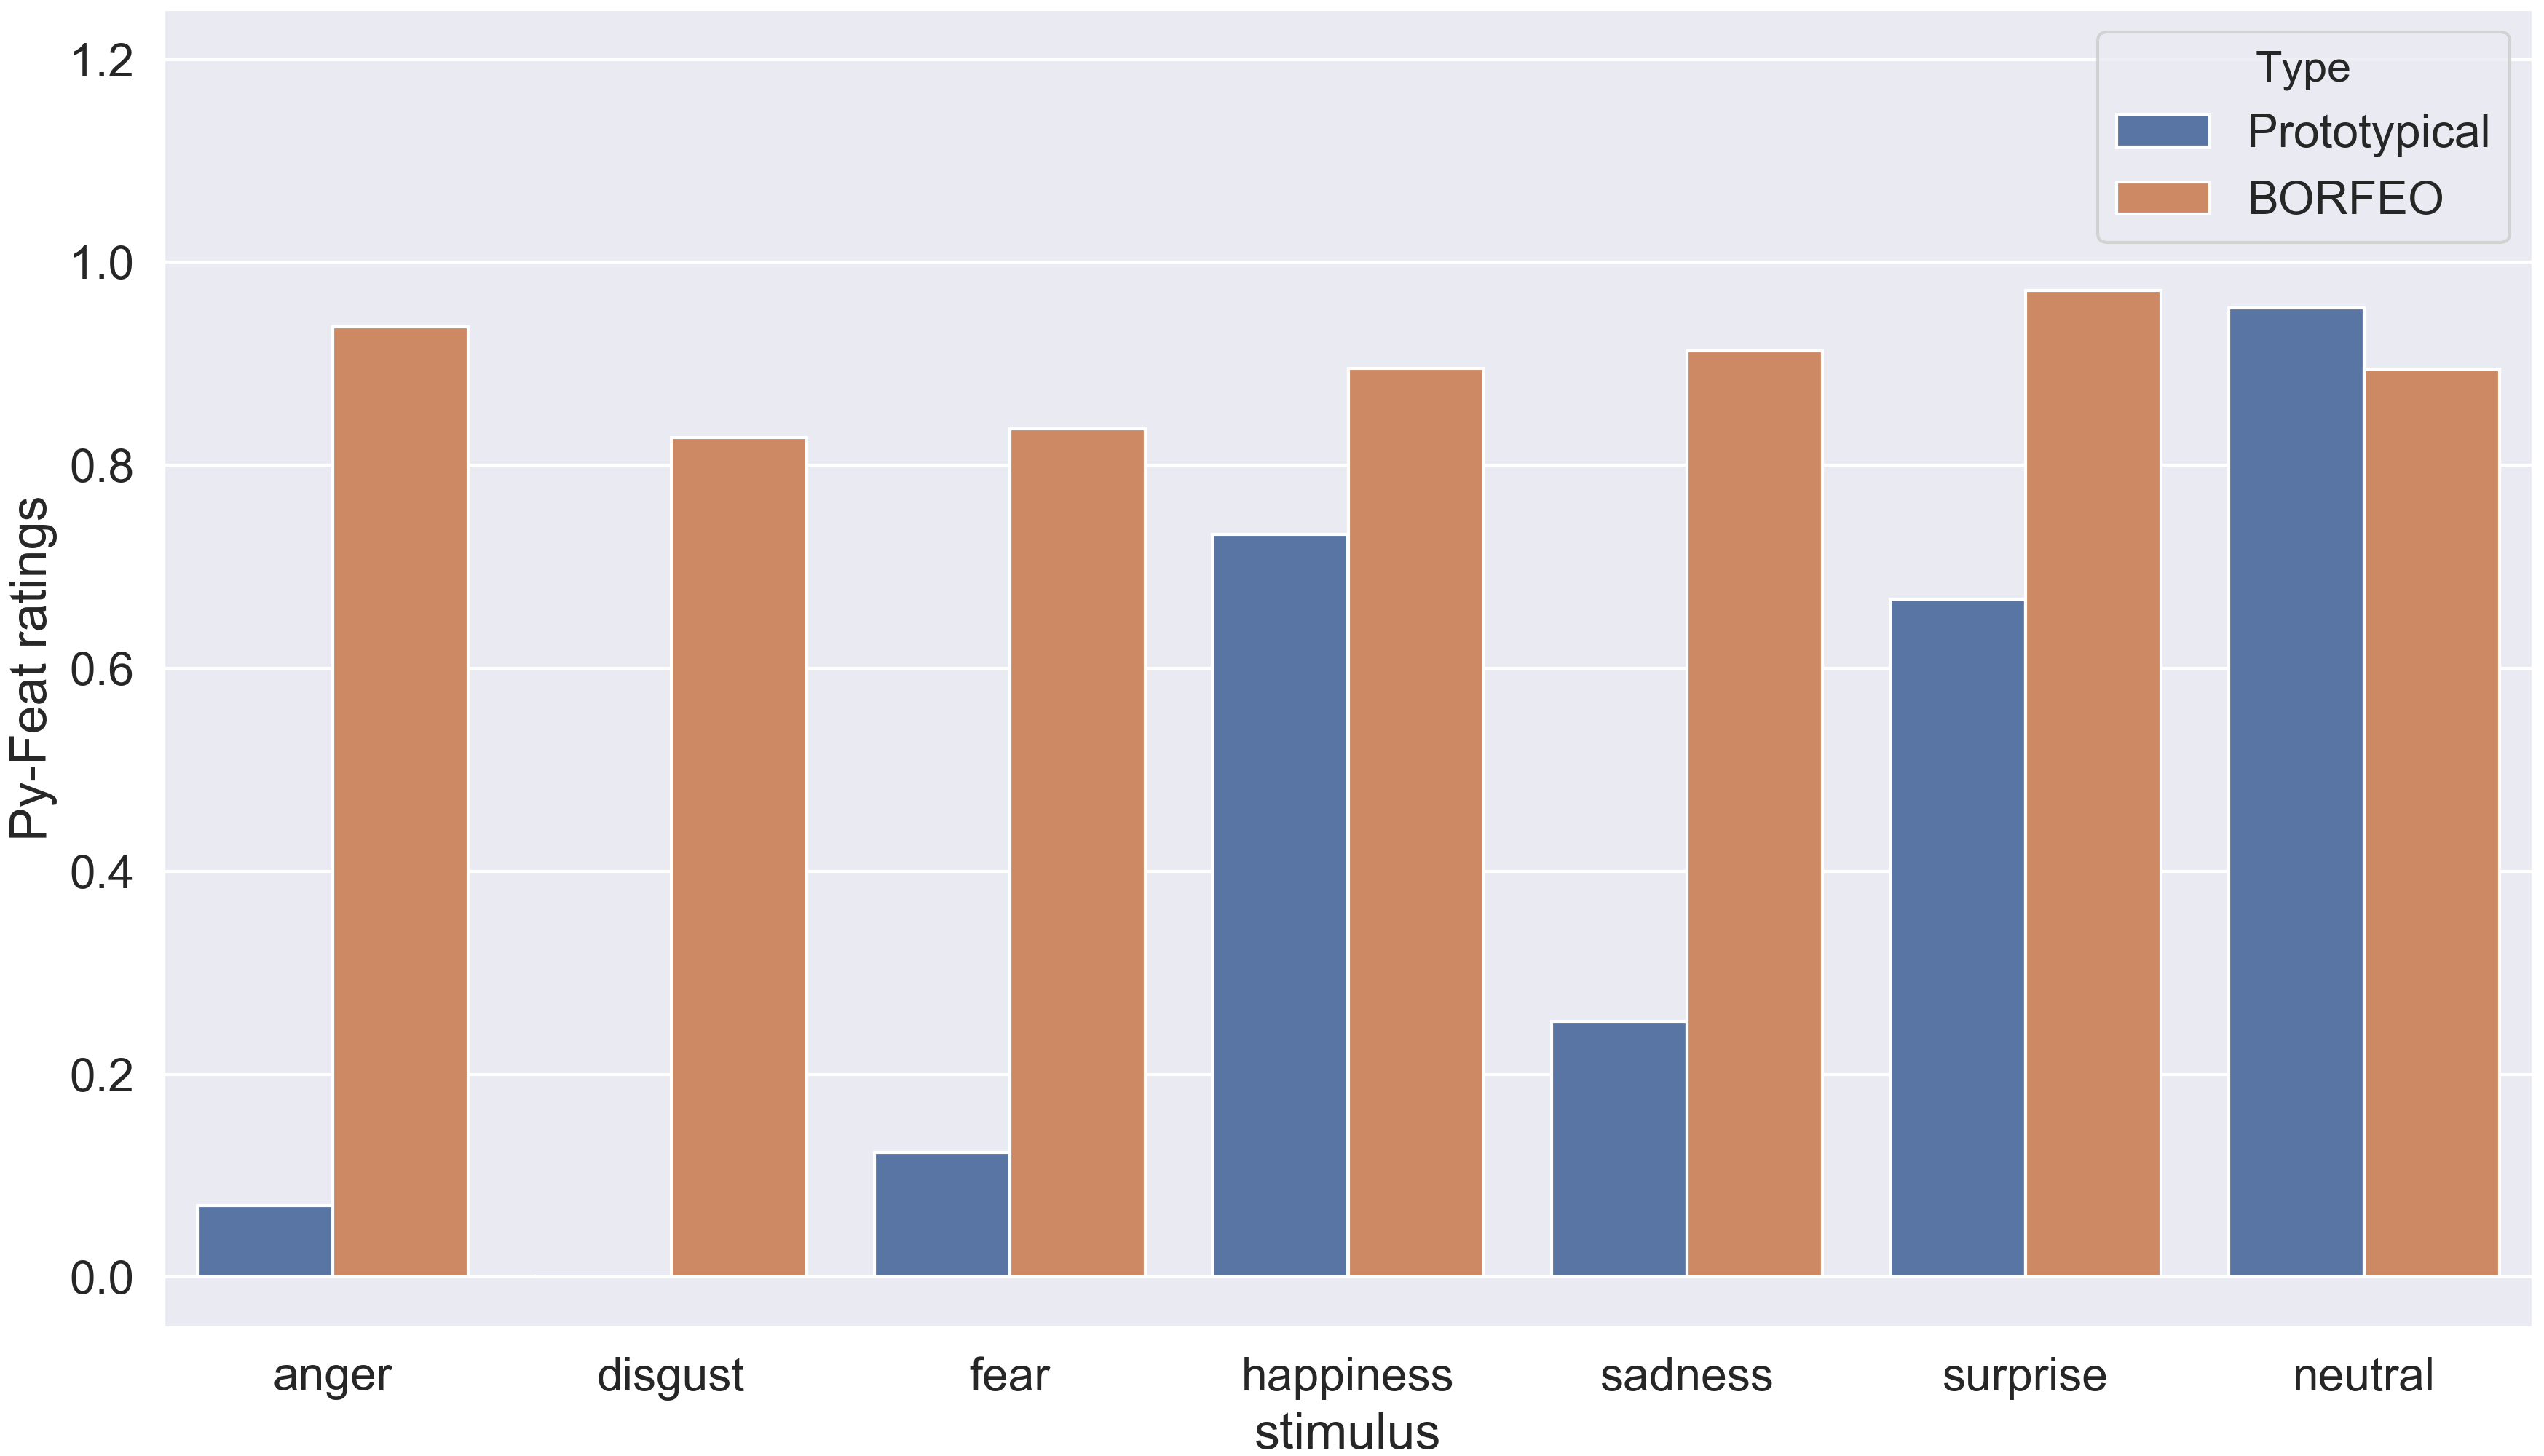 1.2
1.0
0.8
0.6
0.4
0.2
0.0
Py-Feat ratings
Type
Prototypical
BORFEO
anger disgust fear happiness sadness surprise neutral
stimulus